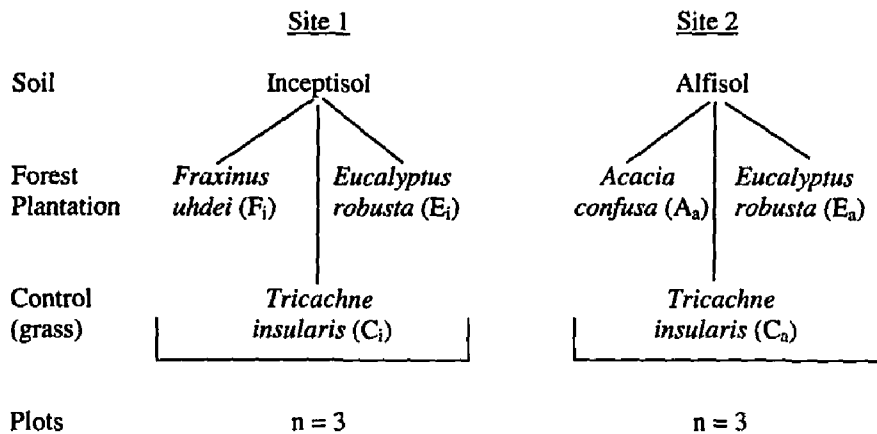 Site 1 Site 2
Soil Inceptisol Alfisol
Forest Fraxinus Eucalyptus Acacia Eucalyptus
Plantation uhdei (Fi) robusta (Ei) confusa (Aa) robusta (Ea)
Control Tricachne Tricachne
(grass) insularis (Ci) insularis (Ca)
Plots n = 3 n = 3